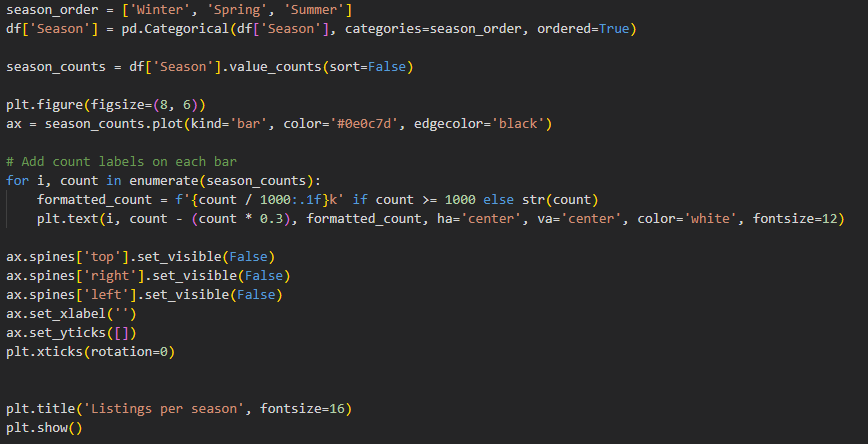 season_order = ['Winter', 'Spring', 'Summer']
df['Season'] = pd.Categorical(df['Season'], categories=season_order, ordered=True)
season_counts = df['Season'].value_counts(sort=False)
plt.figure(figsize=(8, 6))
ax = season_counts.plot(kind='bar', color='#0e0c7d', edgecolor='black')
# Add count labels on each bar
for i, count in enumerate(season_counts):
    formatted_count = f'{count / 1000:.1f}k' if count >= 1000 else str(count)
    plt.text(i, count - (count * 0.3), formatted_count, ha='center', va='center', color='white', fontsize=12)
ax.spines['top'].set_visible(False)
ax.spines['right'].set_visible(False)
ax.spines['left'].set_visible(False)
ax.set_xlabel('')
ax.set_yticks([])
plt.xticks(rotation=0)
plt.title('Listings per season', fontsize=16)
plt.show()